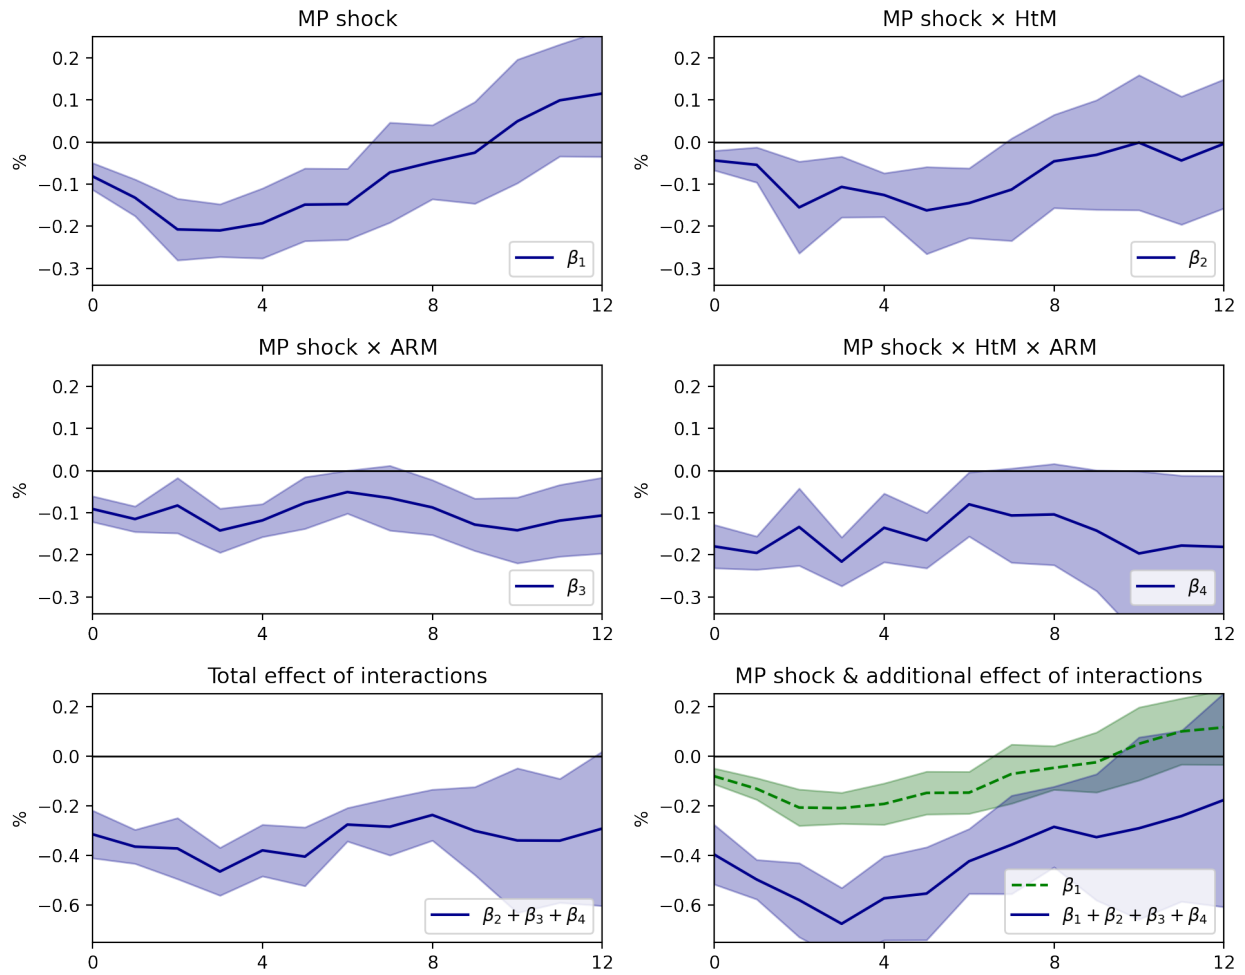 MP shock
0.2
0.1
0.0
−0.1
−0.2
−0.3
%
β₁
0 4 8 12
MP shock × HtM
0.2
0.1
0.0
−0.1
−0.2
−0.3
%
β₂
0 4 8 12
MP shock × ARM
0.2
0.1
0.0
−0.1
−0.2
−0.3
%
β₃
0 4 8 12
MP shock × HtM × ARM
0.2
0.1
0.0
−0.1
−0.2
−0.3
%
β₄
0 4 8 12
Total effect of interactions
0.2
0.0
−0.2
−0.4
−0.6
%
β₂ + β₃ + β₄
0 4 8 12
MP shock & additional effect of interactions
0.2
0.0
−0.2
−0.4
−0.6
%
β₁
β₁ + β₂ + β₃ + β₄
0 4 8 12